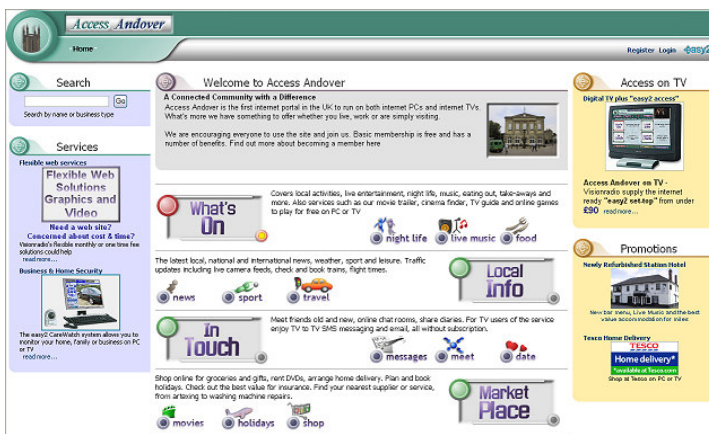 Access Andover
Home
Register Login easy2
Search
Go
Search by name or business type
Services
Flexible web services
Flexible Web
Solutions
Graphics and
Video
Need a web site?
Concerned about cost & time?
Visionradio's flexible monthly or one time fee
solutions could help
read more...
Business & Home Security
The easy2 CareWatch system allows you to
monitor your home, family or business on PC
or TV
read more...
Welcome to Access Andover
A Connected Community with a Difference
Access Andover is the first internet portal in the UK to run on both internet PCs and internet TVs.
What's more we have something to offer whether you live, work or are simply visiting.
We are encouraging everyone to use the site and join us. Basic membership is free and has a
number of benefits. Find out more about becoming a member here
What's
On
Covers local activities, live entertainment, night life, music, eating out, take-aways and
more. Also services such as our movie trailer, cinema finder, TV guide and online games
to play for free on PC or TV
night life
live music
food
The latest local, national and international news, weather, sport and leisure. Traffic
updates including live camera feeds, check and book trains, flight times.
news
sport
travel
Local
Info
In
Touch
Meet friends old and new, online chat rooms, share diaries. For TV users of the service
enjoy TV to TV SMS messaging and email, all without subscription.
messages
meet
date
Shop online for groceries and gifts, rent DVDs, arrange home delivery. Plan and book
holidays. Check out the best value for insurance. Find your nearest supplier or service,
from artexing to washing machine repairs.
movies
holidays
shop
Market
Place
Access on TV
Digital TV plus "easy2 access"
Access Andover on TV -
Visionradio supply the internet
ready "easy2 set-top" from under
£90 read more...
Promotions
Newly Refurbished Station Hotel
New bar menu, Live Music and the best
value accommodation for miles
Tesco Home Delivery
TESCO
Home delivery*
*available at Tesco.com
Shop at Tesco on PC or TV